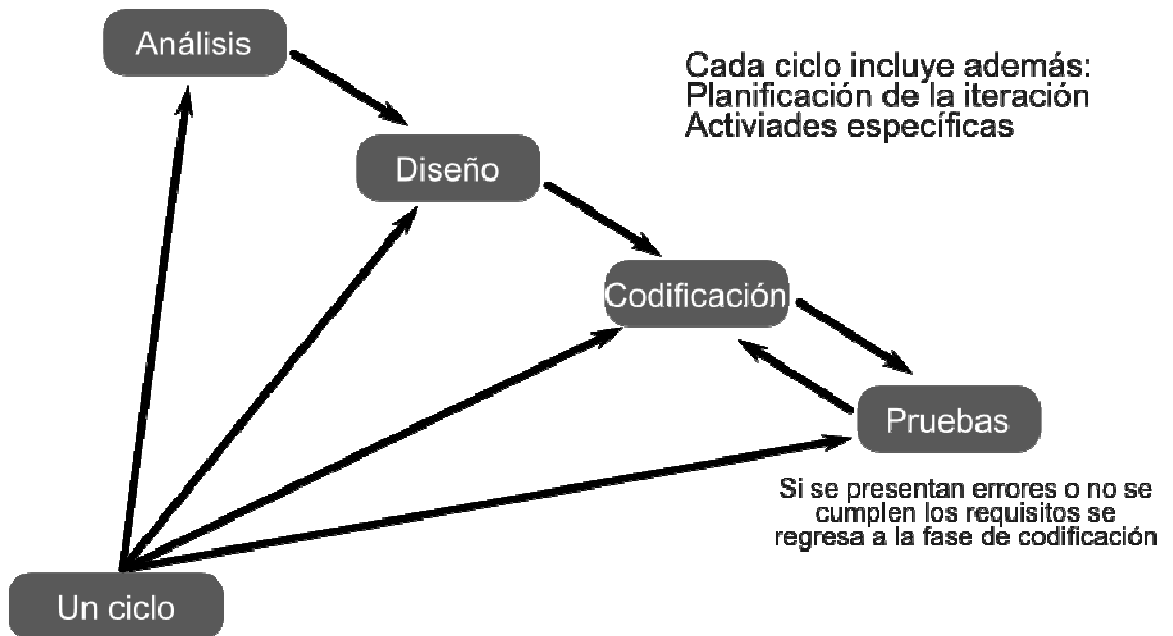 Análisis
Cada ciclo incluye además:
Planificación de la iteración
Activiades específicas
Diseño
Codificación
Pruebas
Si se presentan errores o no se
cumplen los requisitos se
regresa a la fase de codificación
Un ciclo